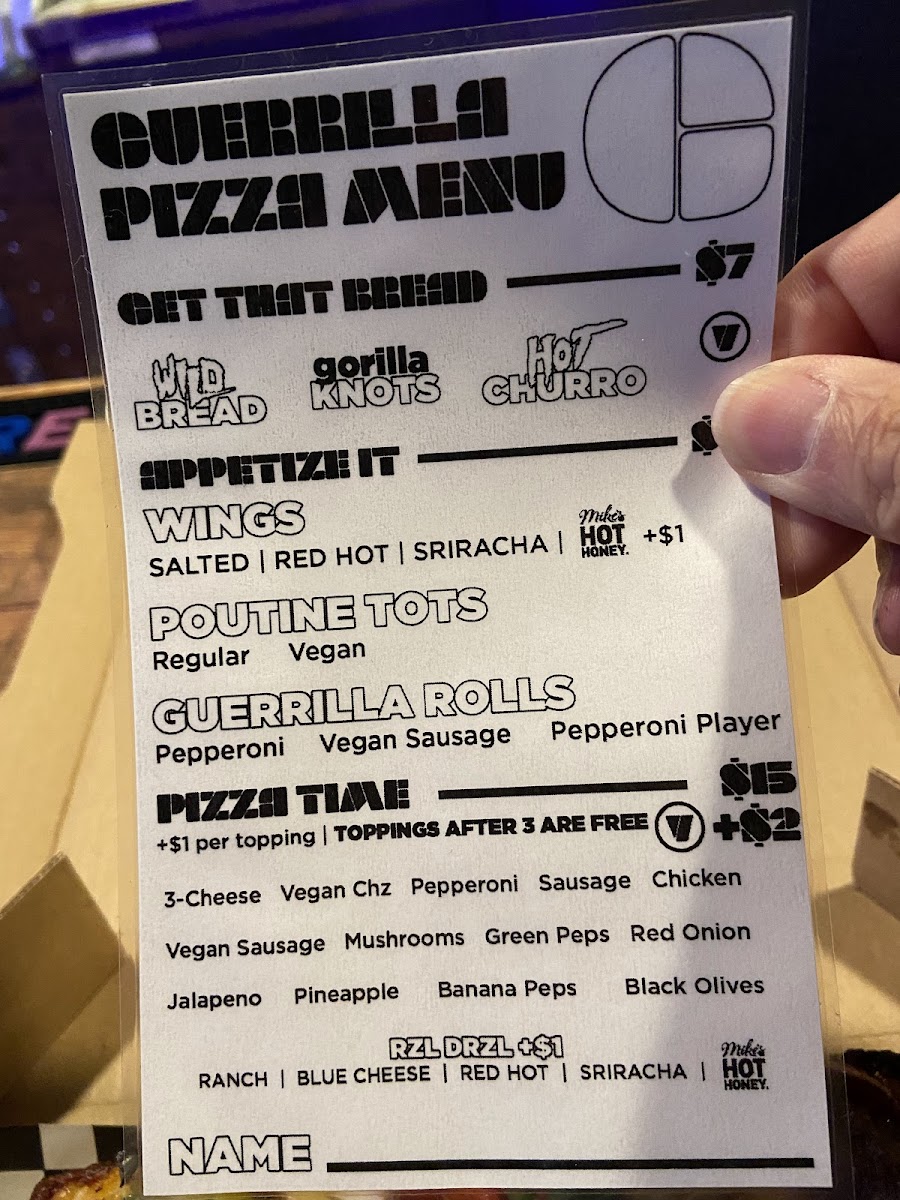 GUERRILLA
PIZZA MENU
GET THAT BREAD $7
WILD BREAD gorilla KNOTS HOT CHURRO V
APPETIZE IT $
WINGS
SALTED | RED HOT | SRIRACHA | Mike's HOT HONEY. +$1
POUTINE TOTS
Regular Vegan
GUERRILLA ROLLS
Pepperoni Vegan Sausage Pepperoni Player
PIZZA TIME $15
+$1 per topping | TOPPINGS AFTER 3 ARE FREE V +$2
3-Cheese Vegan Chz Pepperoni Sausage Chicken
Vegan Sausage Mushrooms Green Peps Red Onion
Jalapeno Pineapple Banana Peps Black Olives
RZL DRZL +$1
RANCH | BLUE CHEESE | RED HOT | SRIRACHA | Mike's HOT HONEY.
NAME